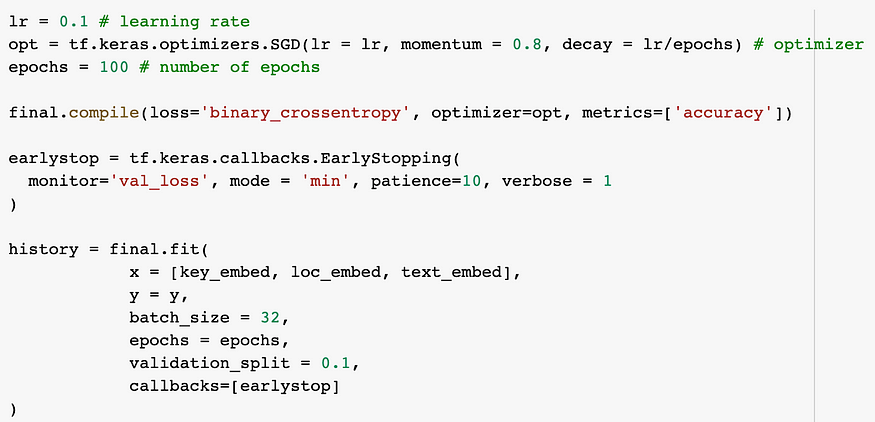 lr = 0.1 # learning rate
opt = tf.keras.optimizers.SGD(lr = lr, momentum = 0.8, decay = lr/epochs) # optimizer
epochs = 100 # number of epochs
final.compile(loss='binary_crossentropy', optimizer=opt, metrics=['accuracy'])
earlystop = tf.keras.callbacks.EarlyStopping(
  monitor='val_loss', mode = 'min', patience=10, verbose = 1
)
history = final.fit(
            x = [key_embed, loc_embed, text_embed],
            y = y,
            batch_size = 32,
            epochs = epochs,
            validation_split = 0.1,
            callbacks=[earlystop]
)